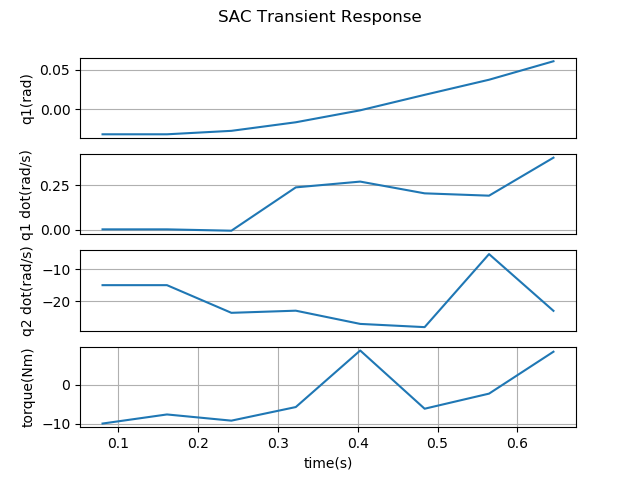 SAC Transient Response
q1(rad)
0.05
0.00
q1 dot(rad/s)
0.25
0.00
q2 dot(rad/s)
−10
−20
torque(Nm)
0
−10
0.1 0.2 0.3 0.4 0.5 0.6
time(s)